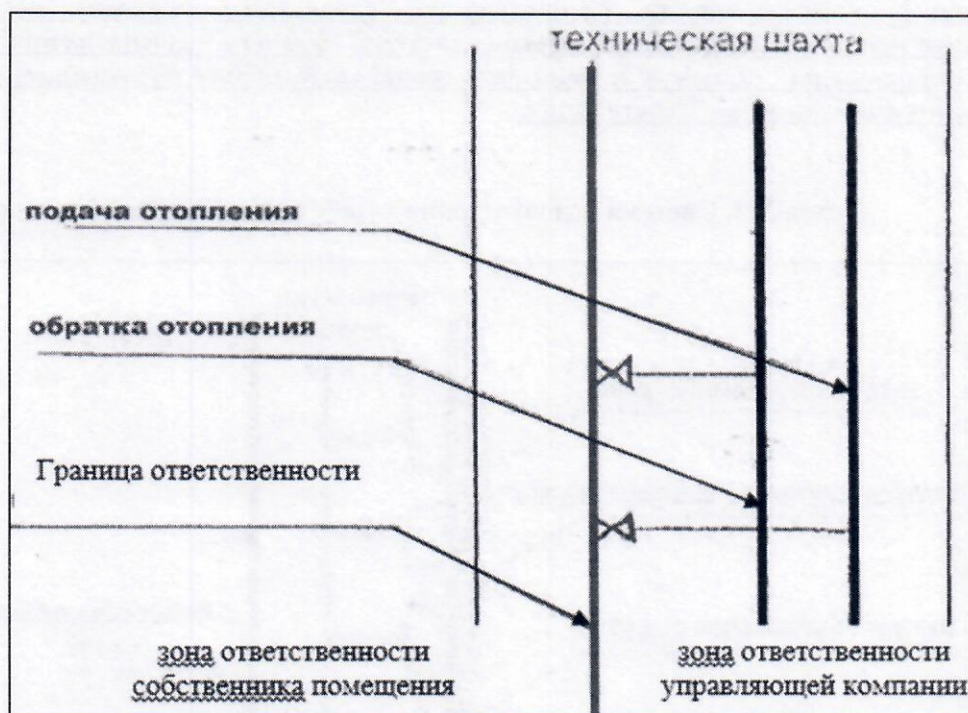 техническая шахта
подача отопления
обратка отопления
Граница ответственности
зона ответственности
собственника помещения
зона ответственности
управляющей компании